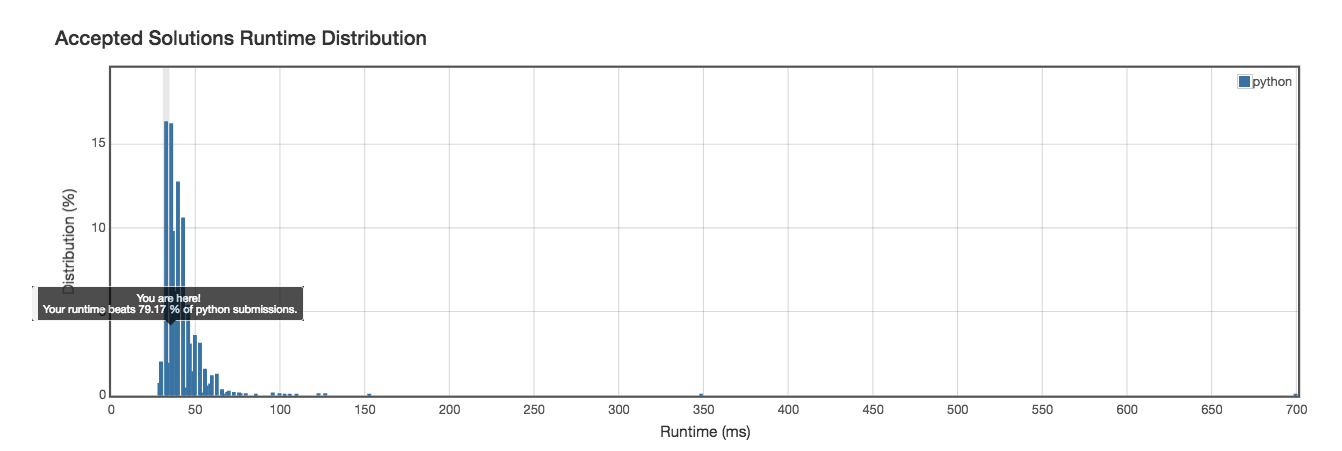 Accepted Solutions Runtime Distribution
python
15
10
Distribution (%)
You are here!
Your runtime beats 79.17 % of python submissions.
0
0 50 100 150 200 250 300 350 400 450 500 550 600 650 700
Runtime (ms)